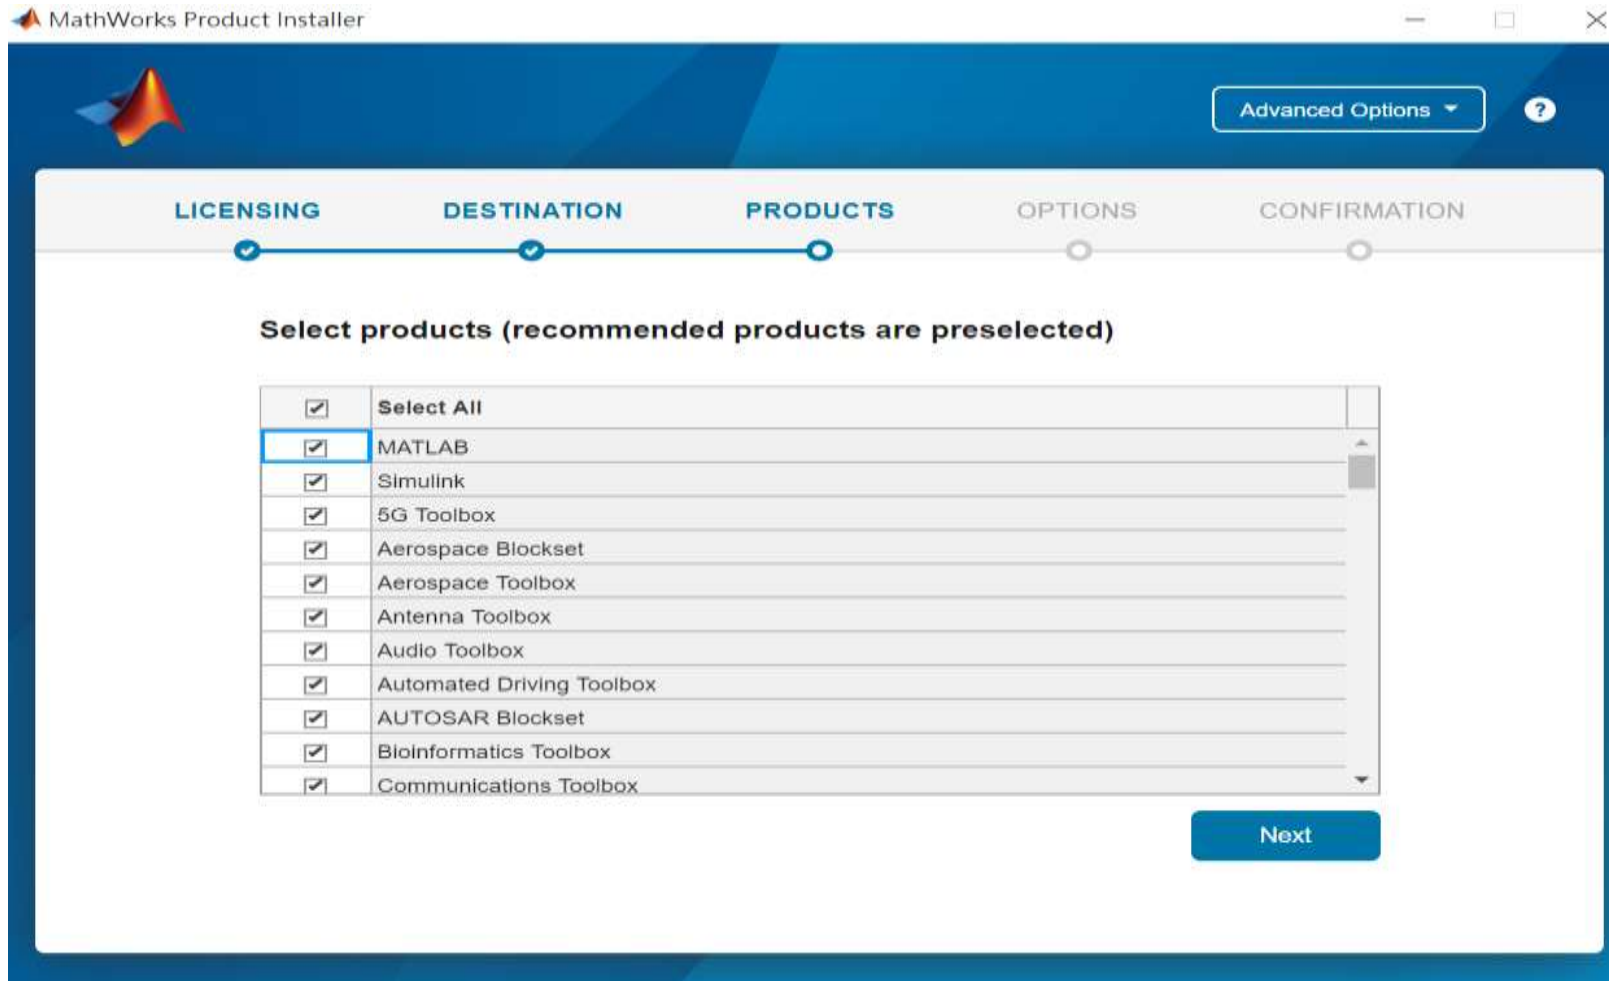 MathWorks Product Installer
Advanced Options
?
LICENSING DESTINATION PRODUCTS OPTIONS CONFIRMATION
Select products (recommended products are preselected)
Select All
MATLAB
Simulink
5G Toolbox
Aerospace Blockset
Aerospace Toolbox
Antenna Toolbox
Audio Toolbox
Automated Driving Toolbox
AUTOSAR Blockset
Bioinformatics Toolbox
Communications Toolbox
Next